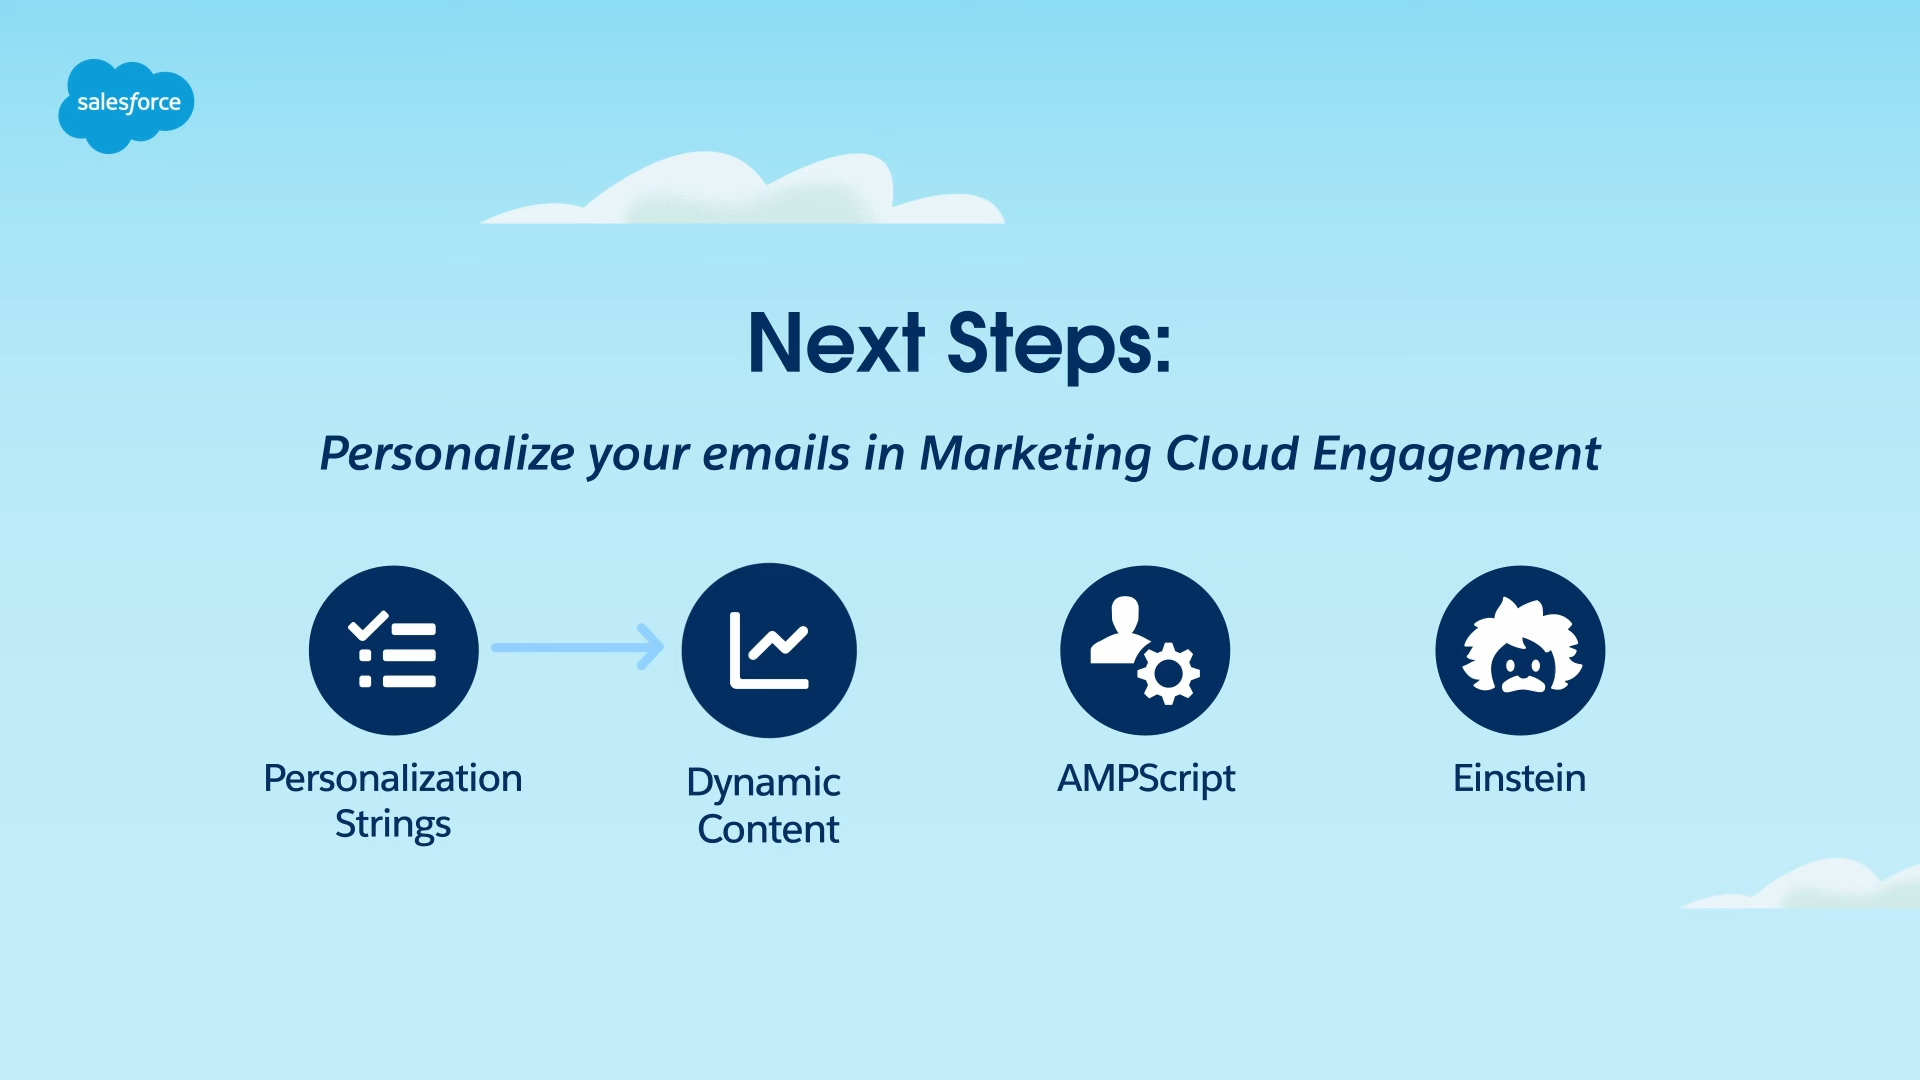 salesforce
Next Steps:
Personalize your emails in Marketing Cloud Engagement
Personalization
Strings
Dynamic
Content
AMPScript
Einstein